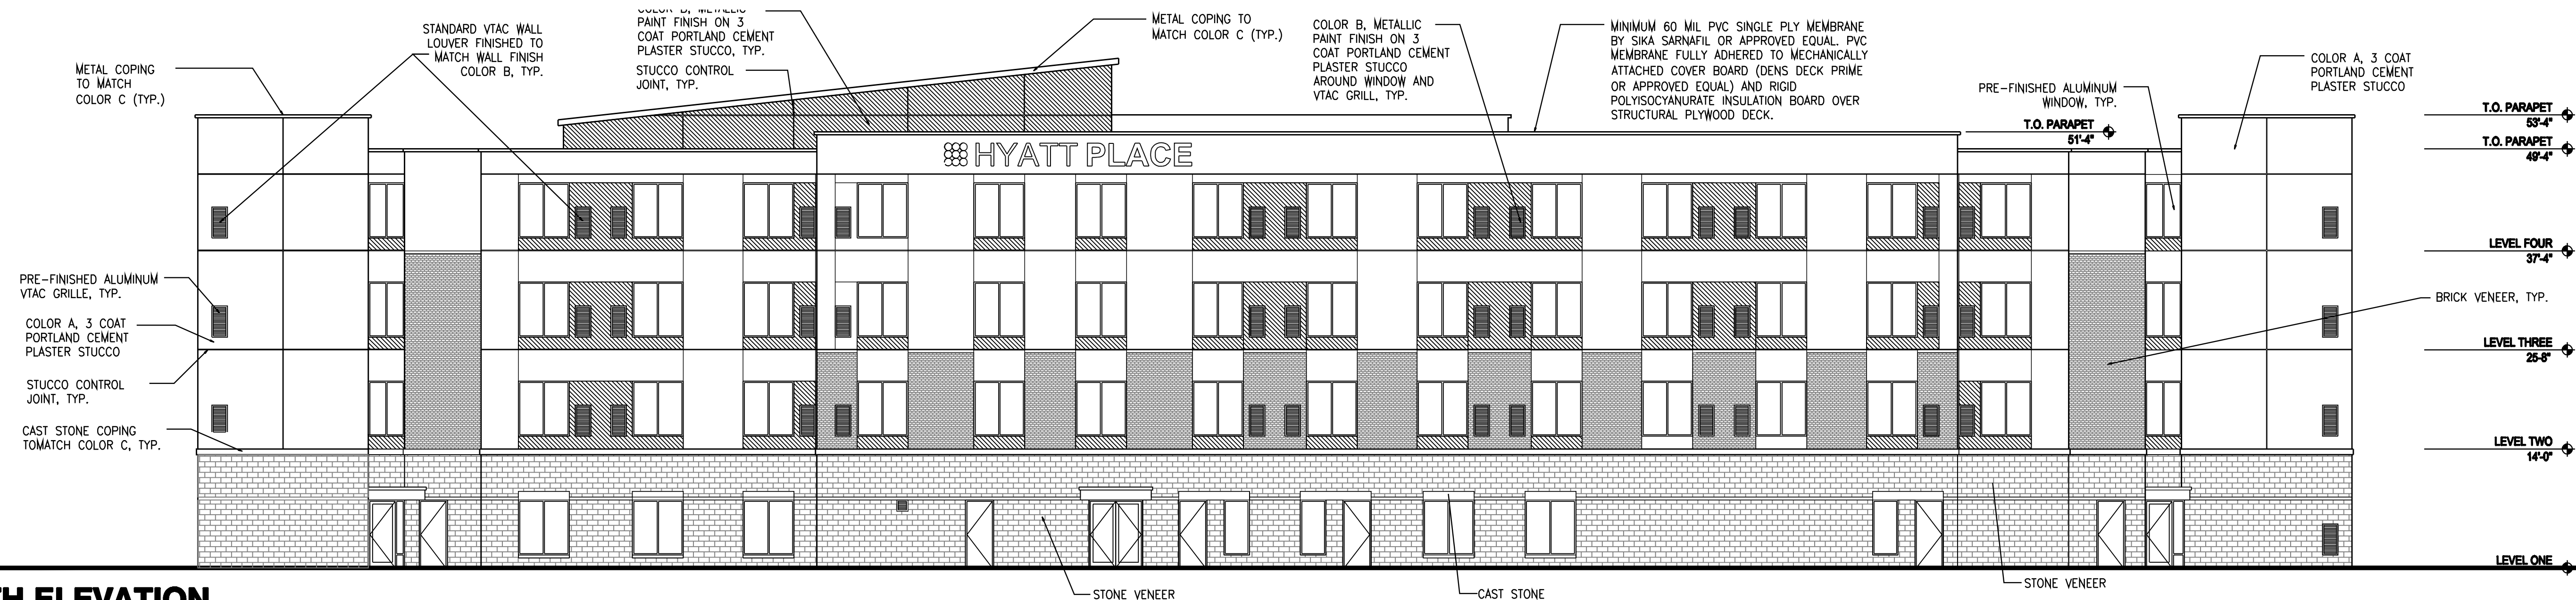 STANDARD VTAC WALL
LOUVER FINISHED TO
MATCH WALL FINISH
COLOR B, TYP.
METAL COPING
TO MATCH
COLOR C (TYP.)
COLOR B, METALLIC
PAINT FINISH ON 3
COAT PORTLAND CEMENT
PLASTER STUCCO, TYP.
STUCCO CONTROL
JOINT, TYP.
METAL COPING TO
MATCH COLOR C (TYP.)
COLOR B, METALLIC
PAINT FINISH ON 3
COAT PORTLAND CEMENT
PLASTER STUCCO
AROUND WINDOW AND
VTAC GRILL, TYP.
MINIMUM 60 MIL PVC SINGLE PLY MEMBRANE
BY SIKA SARNAFIL OR APPROVED EQUAL. PVC
MEMBRANE FULLY ADHERED TO MECHANICALLY
ATTACHED COVER BOARD (DENS DECK PRIME
OR APPROVED EQUAL) AND RIGID
POLYISOCYANURATE INSULATION BOARD OVER
STRUCTURAL PLYWOOD DECK.
PRE-FINISHED ALUMINUM
WINDOW, TYP.
COLOR A, 3 COAT
PORTLAND CEMENT
PLASTER STUCCO
T.O. PARAPET
53'-4"
T.O. PARAPET
51'-4"
T.O. PARAPET
49'-4"
HYATT PLACE
LEVEL FOUR
37'-4"
PRE-FINISHED ALUMINUM
VTAC GRILLE, TYP.
BRICK VENEER, TYP.
COLOR A, 3 COAT
PORTLAND CEMENT
PLASTER STUCCO
LEVEL THREE
25-8"
STUCCO CONTROL
JOINT, TYP.
CAST STONE COPING
TOMATCH COLOR C, TYP.
LEVEL TWO
14'-0"
LEVEL ONE
STONE VENEER
CAST STONE
STONE VENEER
TH ELEVATION